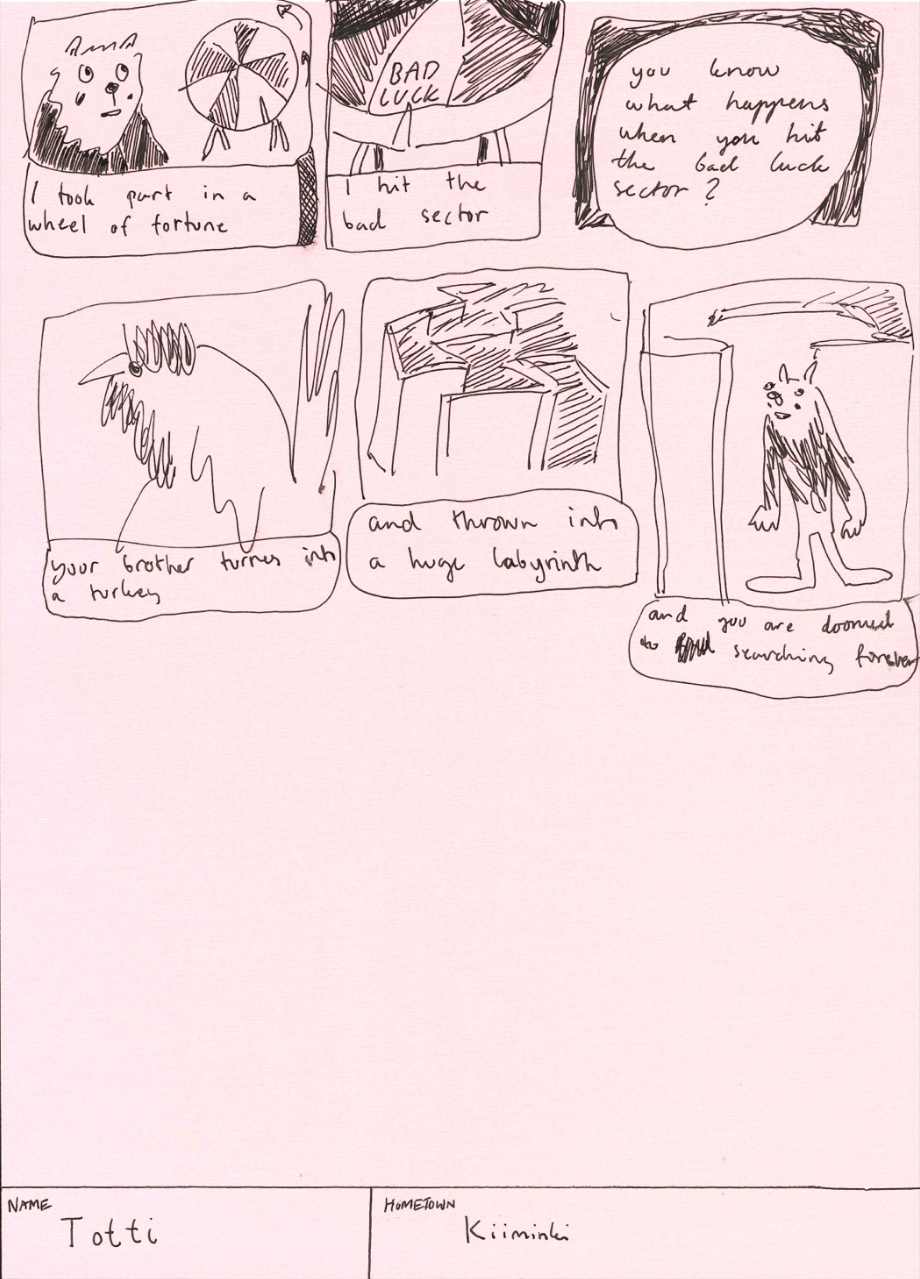 I took part in a
wheel of fortune
BAD
LUCK
I hit the
bad sector
you know
what happens
when you hit
the bad luck
sector?
your brother turnes into
a turkey
and thrown into
a huge labyrinth
and you are doomed
to searching forever
NAME
Totti
HOMETOWN
Kiiminki